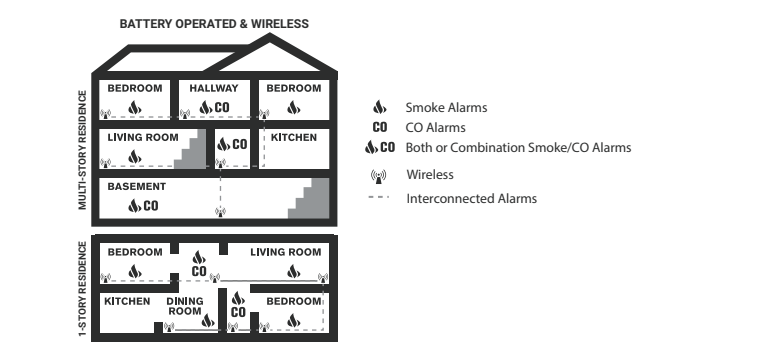 BATTERY OPERATED & WIRELESS
MULTI-STORY RESIDENCE
BEDROOM
HALLWAY
BEDROOM
CO
LIVING ROOM
CO
KITCHEN
BASEMENT
CO
1-STORY RESIDENCE
BEDROOM
LIVING ROOM
CO
KITCHEN
DINING
ROOM
CO
BEDROOM
Smoke Alarms
CO CO Alarms
CO Both or Combination Smoke/CO Alarms
Wireless
Interconnected Alarms